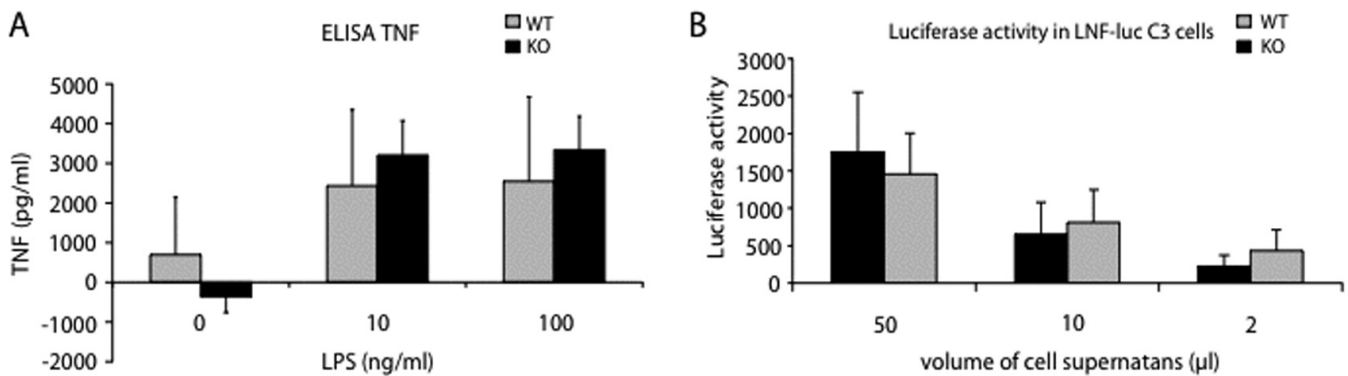 A
ELISA TNF
WT
KO
5000
4000
3000
2000
1000
0
-1000
-2000
TNF (pg/ml)
0
10
100
LPS (ng/ml)
B
Luciferase activity in LNF-luc C3 cells
WT
KO
3000
2500
2000
1500
1000
500
0
Luciferase activity
50
10
2
volume of cell supernatans (µl)